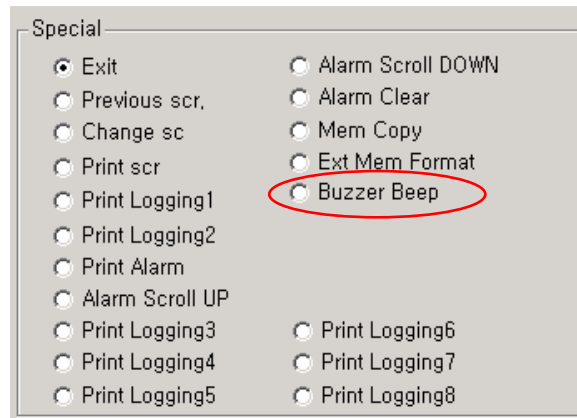 Special
Exit
Previous scr,
Change sc
Print scr
Print Logging1
Print Logging2
Print Alarm
Alarm Scroll UP
Print Logging3
Print Logging4
Print Logging5
Alarm Scroll DOWN
Alarm Clear
Mem Copy
Ext Mem Format
Buzzer Beep
Print Logging6
Print Logging7
Print Logging8